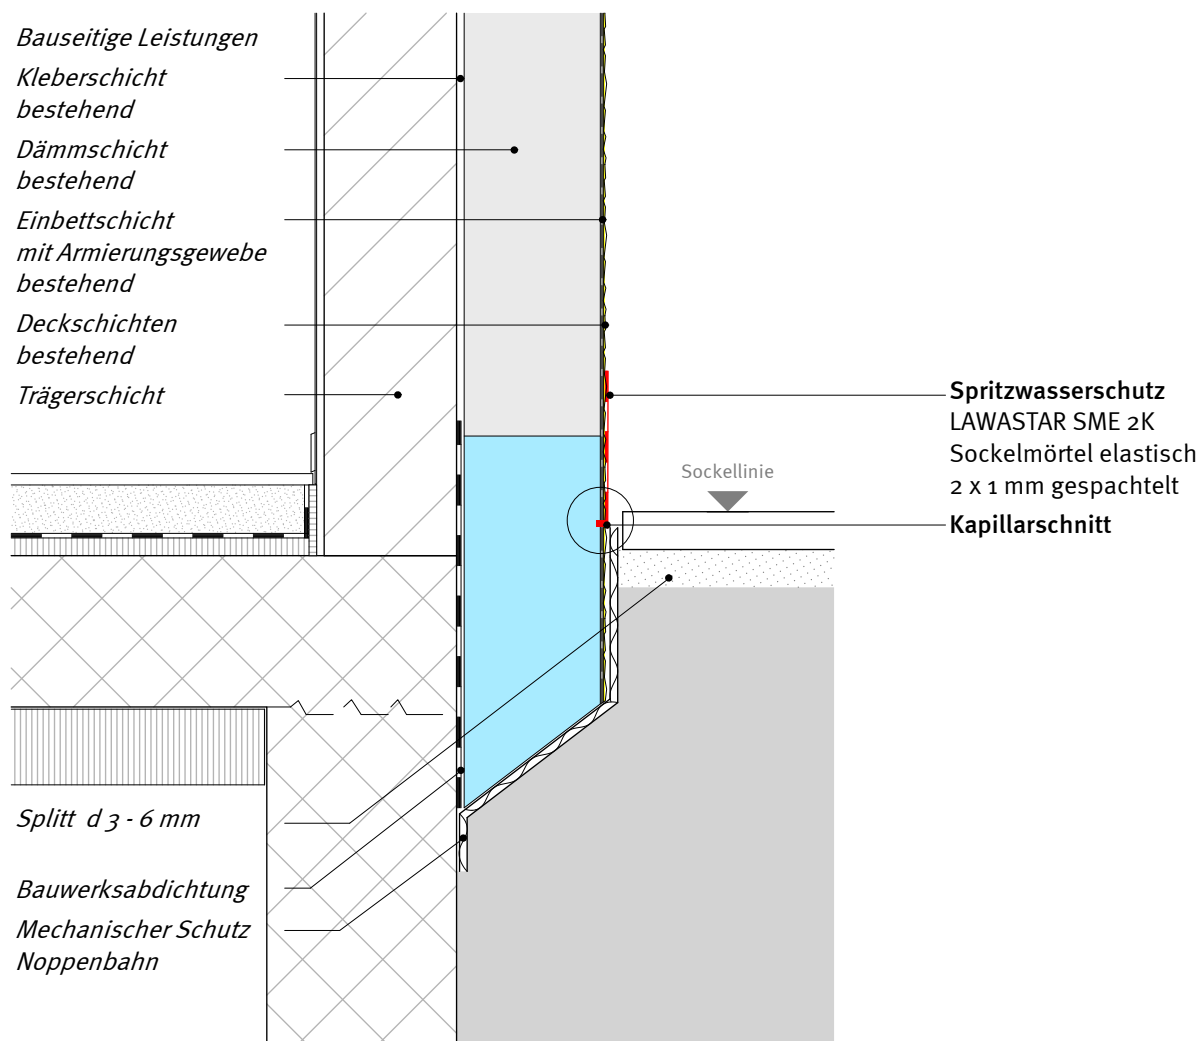 Bauseitige Leistungen
Kleberschicht
bestehend
Dämmschicht
bestehend
Einbettschicht
mit Armierungsgewebe
bestehend
Deckschichten
bestehend
Trägerschicht
Spritzwasserschutz
LAWASTAR SME 2K
Sockelmörtel elastisch
2 x 1 mm gespachtelt
Sockellinie
Kapillarschnitt
Splitt d 3 - 6 mm
Bauwerksabdichtung
Mechanischer Schutz
Noppenbahn